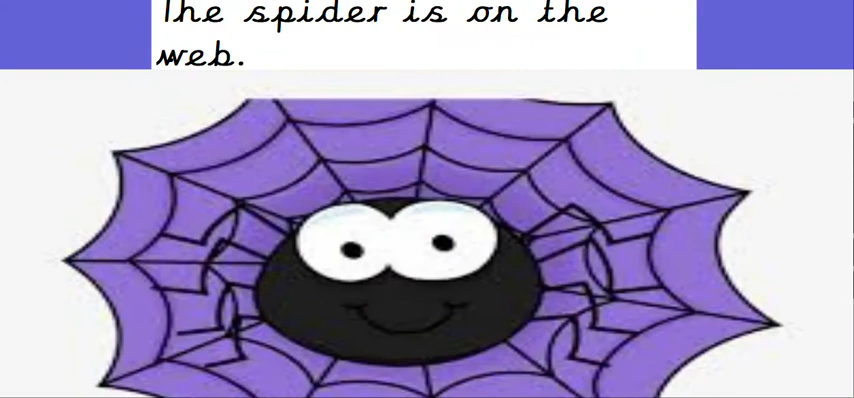 The spider is on the
web.